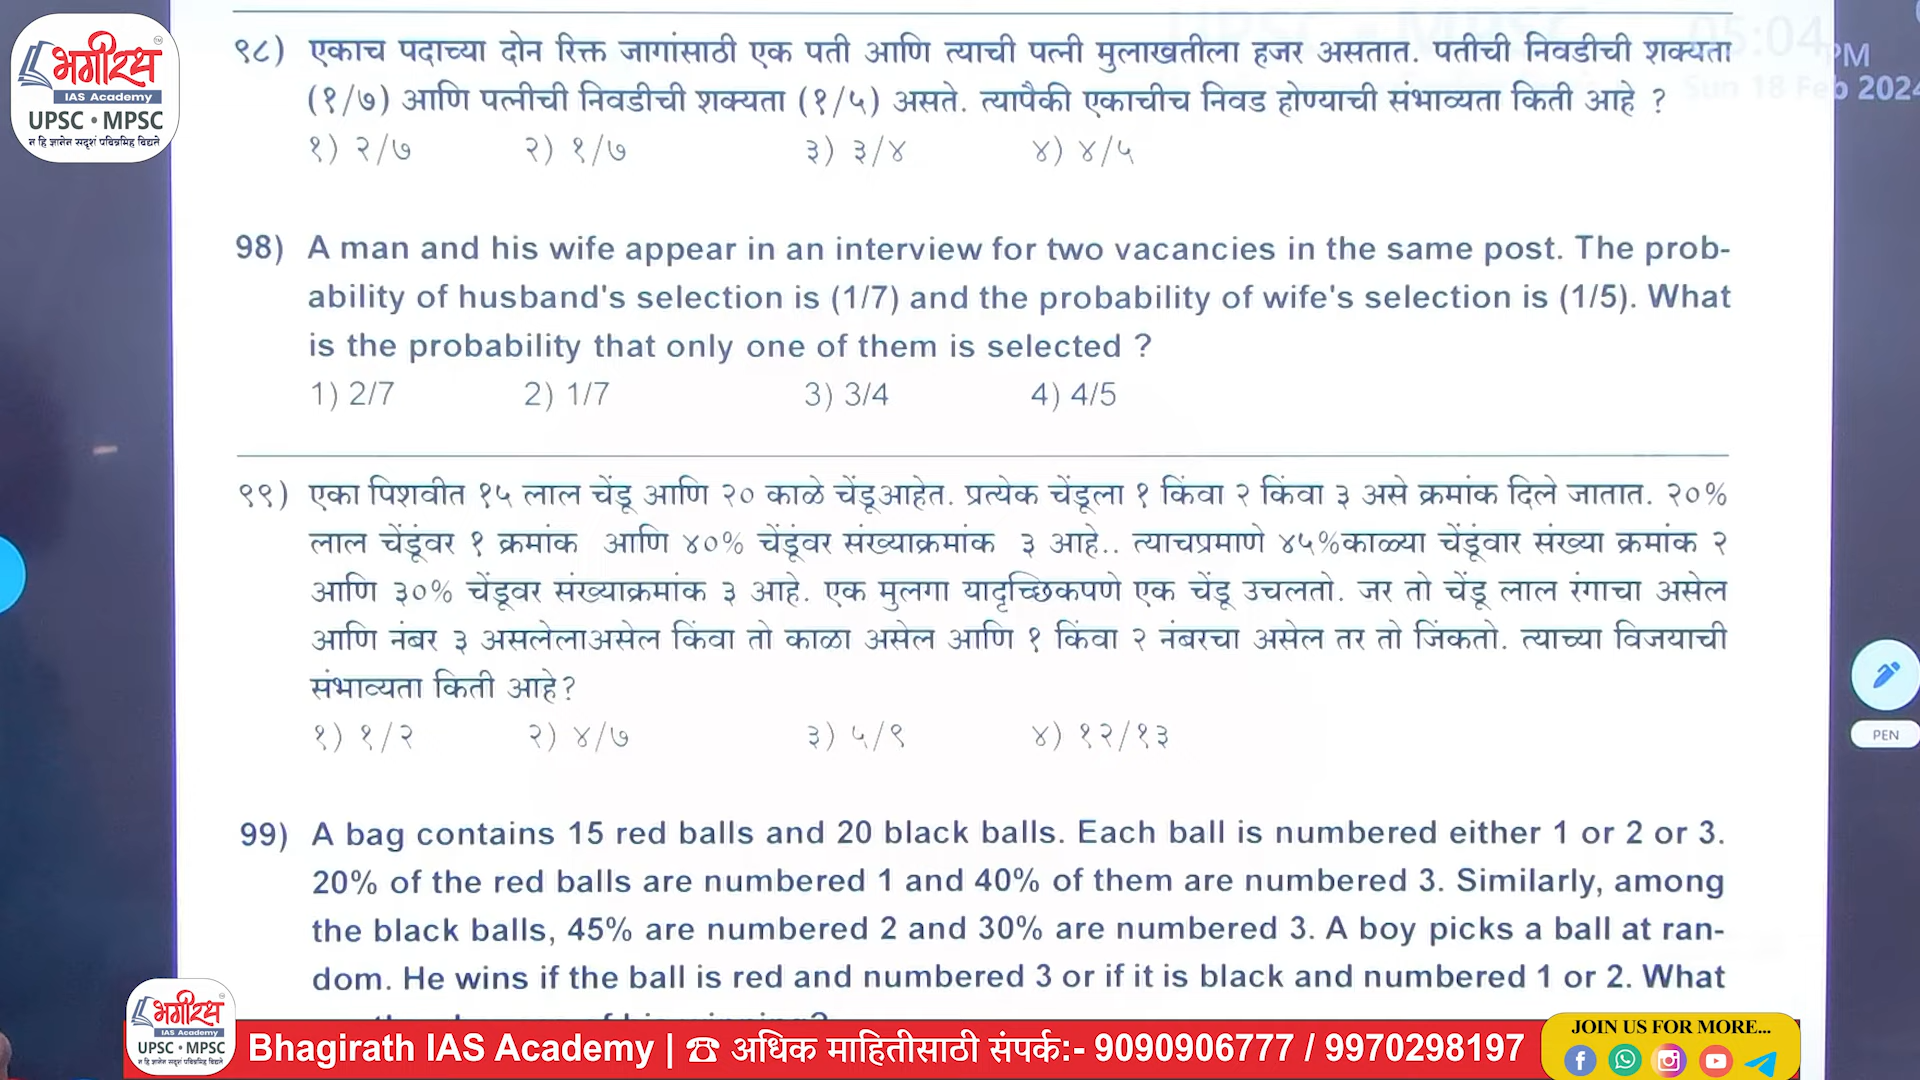 भगीरथ
IAS Academy
UPSC • MPSC
न हि ज्ञानेन सदृशं पवित्रमिह विद्यते
05:04 PM
Sun 18 Feb 2024
९८) एकाच पदाच्या दोन रिक्त जागांसाठी एक पती आणि त्याची पत्नी मुलाखतीला हजर असतात. पतीची निवडीची शक्यता
(१/७) आणि पत्नीची निवडीची शक्यता (१/५) असते. त्यापैकी एकाचीच निवड होण्याची संभाव्यता किती आहे ?
१) २/७ २) १/७ ३) ३/४ ४) ४/५
98) A man and his wife appear in an interview for two vacancies in the same post. The prob-
ability of husband's selection is (1/7) and the probability of wife's selection is (1/5). What
is the probability that only one of them is selected ?
1) 2/7 2) 1/7 3) 3/4 4) 4/5
९९) एका पिशवीत १५ लाल चेंडू आणि २० काळे चेंडूआहेत. प्रत्येक चेंडूला १ किंवा २ किंवा ३ असे क्रमांक दिले जातात. २०%
लाल चेंडूंवर १ क्रमांक आणि ४०% चेंडूंवर संख्याक्रमांक ३ आहे.. त्याचप्रमाणे ४५%काळ्या चेंडूंवार संख्या क्रमांक २
आणि ३०% चेंडूवर संख्याक्रमांक ३ आहे. एक मुलगा यादृच्छिकपणे एक चेंडू उचलतो. जर तो चेंडू लाल रंगाचा असेल
आणि नंबर ३ असलेलाअसेल किंवा तो काळा असेल आणि १ किंवा २ नंबरचा असेल तर तो जिंकतो. त्याच्या विजयाची
संभाव्यता किती आहे?
१) १/२ २) ४/७ ३) ५/९ ४) १२/१३
PEN
99) A bag contains 15 red balls and 20 black balls. Each ball is numbered either 1 or 2 or 3.
20% of the red balls are numbered 1 and 40% of them are numbered 3. Similarly, among
the black balls, 45% are numbered 2 and 30% are numbered 3. A boy picks a ball at ran-
dom. He wins if the ball is red and numbered 3 or if it is black and numbered 1 or 2. What
भगीरथ
IAS Academy
UPSC • MPSC
न हि ज्ञानेन सदृशं पवित्रमिह विद्यते
Bhagirath IAS Academy | ☎ अधिक माहितीसाठी संपर्क:- 9090906777 / 9970298197
JOIN US FOR MORE...